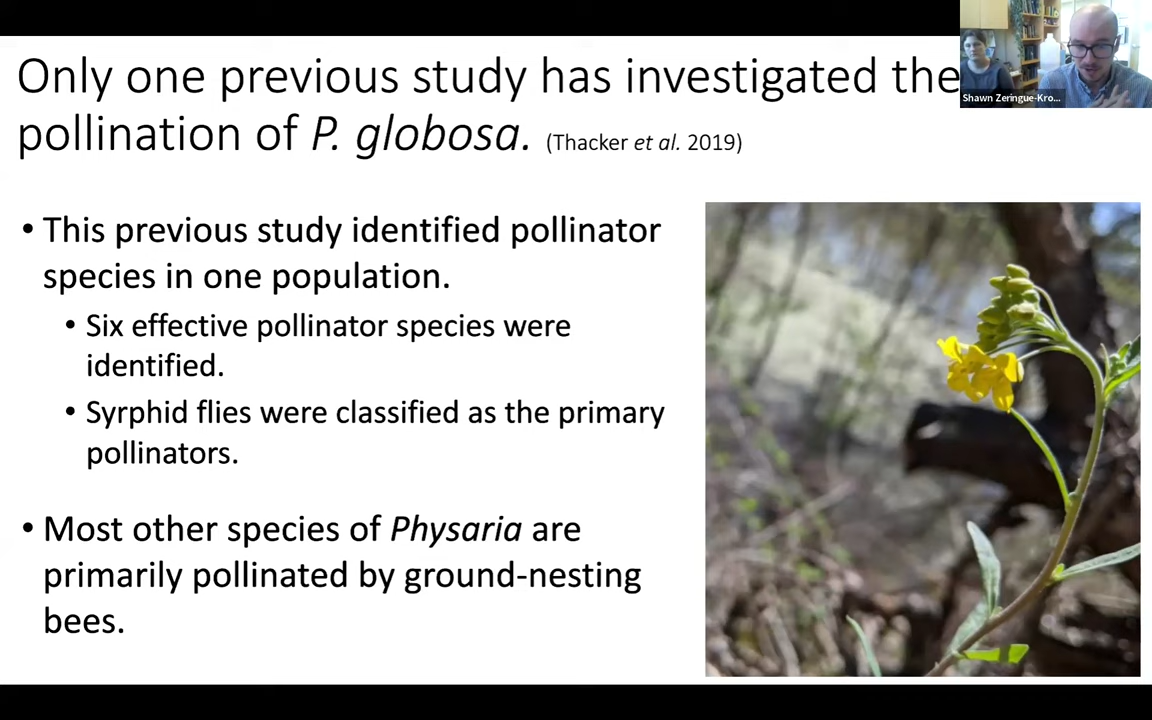 Only one previous study has investigated the
pollination of P. globosa. (Thacker et al. 2019)
Shawn Zeringue-Kro...
• This previous study identified pollinator
species in one population.
• Six effective pollinator species were
identified.
• Syrphid flies were classified as the primary
pollinators.
• Most other species of Physaria are
primarily pollinated by ground-nesting
bees.